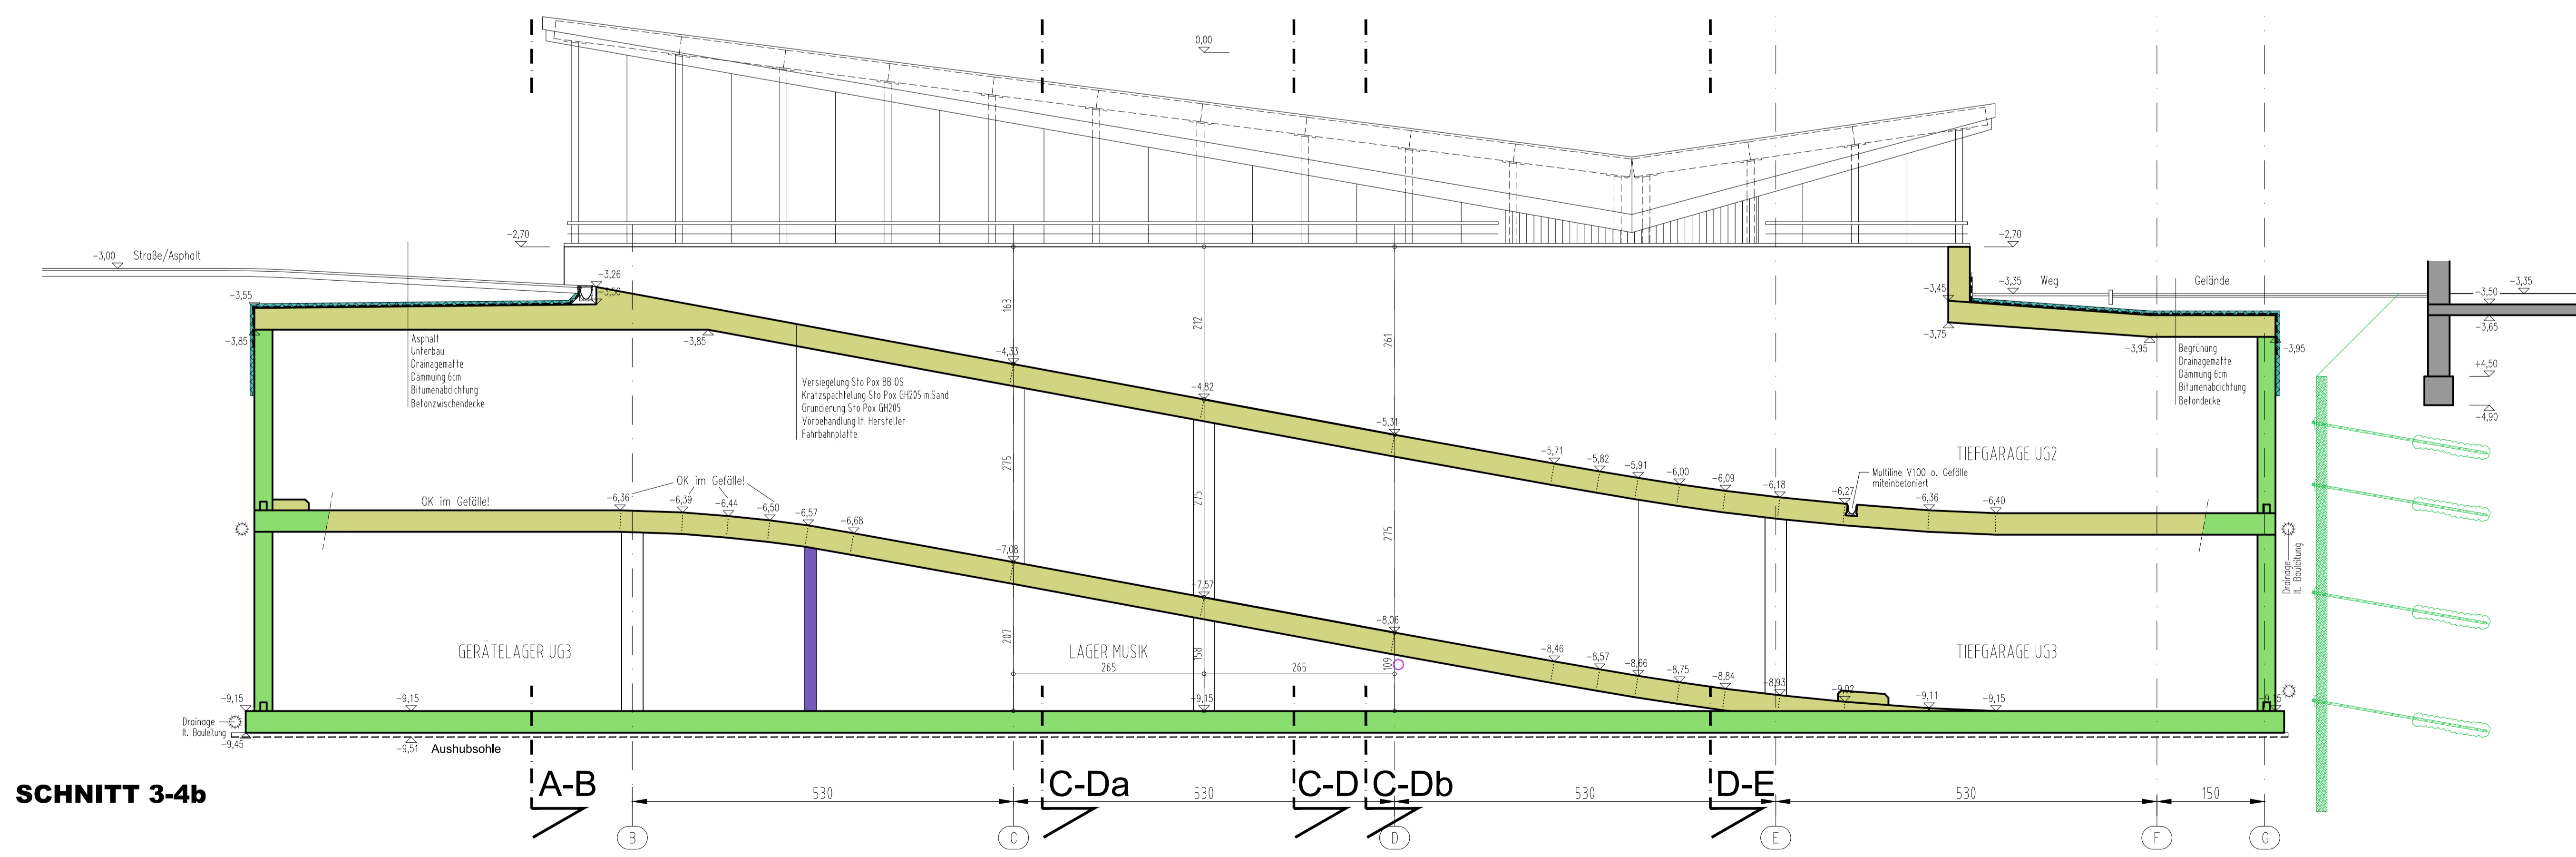 0,00
-2,70
-2,70
-3,00
Straße/Asphalt
-3,26
-3,50
-3,55
-3,85
-3,85
Asphalt
Unterbau
Drainagematte
Dämmung 6cm
Bitumenabdichtung
Betonzwischendecke
Versiegelung Sto Pox BB OS
Kratzspachtelung Sto Pox GH205 m.Sand
Grundierung Sto Pox GH205
Vorbehandlung lt. Hersteller
Fahrbahnplatte
163
212
261
-4,33
-4,82
-5,31
-3,45
-3,75
-3,35
Weg
Gelände
-3,95
-3,95
Begrünung
Drainagematte
Dämmung 6cm
Bitumenabdichtung
Betondecke
-3,50
-3,35
-3,65
+4,50
-4,90
275
275
275
-5,71
-5,82
-5,91
-6,00
-6,09
-6,18
-6,27
-6,36
-6,40
TIEFGARAGE UG2
Multiline V100 o. Gefälle
miteinbetoniert
OK im Gefälle!
OK im Gefälle!
-6,36
-6,39
-6,44
-6,50
-6,57
-6,68
-7,08
-7,57
-8,06
Drainage
lt. Bauleitung
GERÄTELAGER UG3
LAGER MUSIK
TIEFGARAGE UG3
207
158
109
265
265
-8,46
-8,57
-8,66
-8,75
-8,84
-8,93
-9,02
-9,11
-9,15
-9,15
-9,15
-9,15
-9,15
Drainage
lt. Bauleitung
-9,45
-9,51
Aushubsohle
SCHNITT 3-4b
A-B
C-Da
C-D
C-Db
D-E
530
530
530
530
150
B
C
D
E
F
G